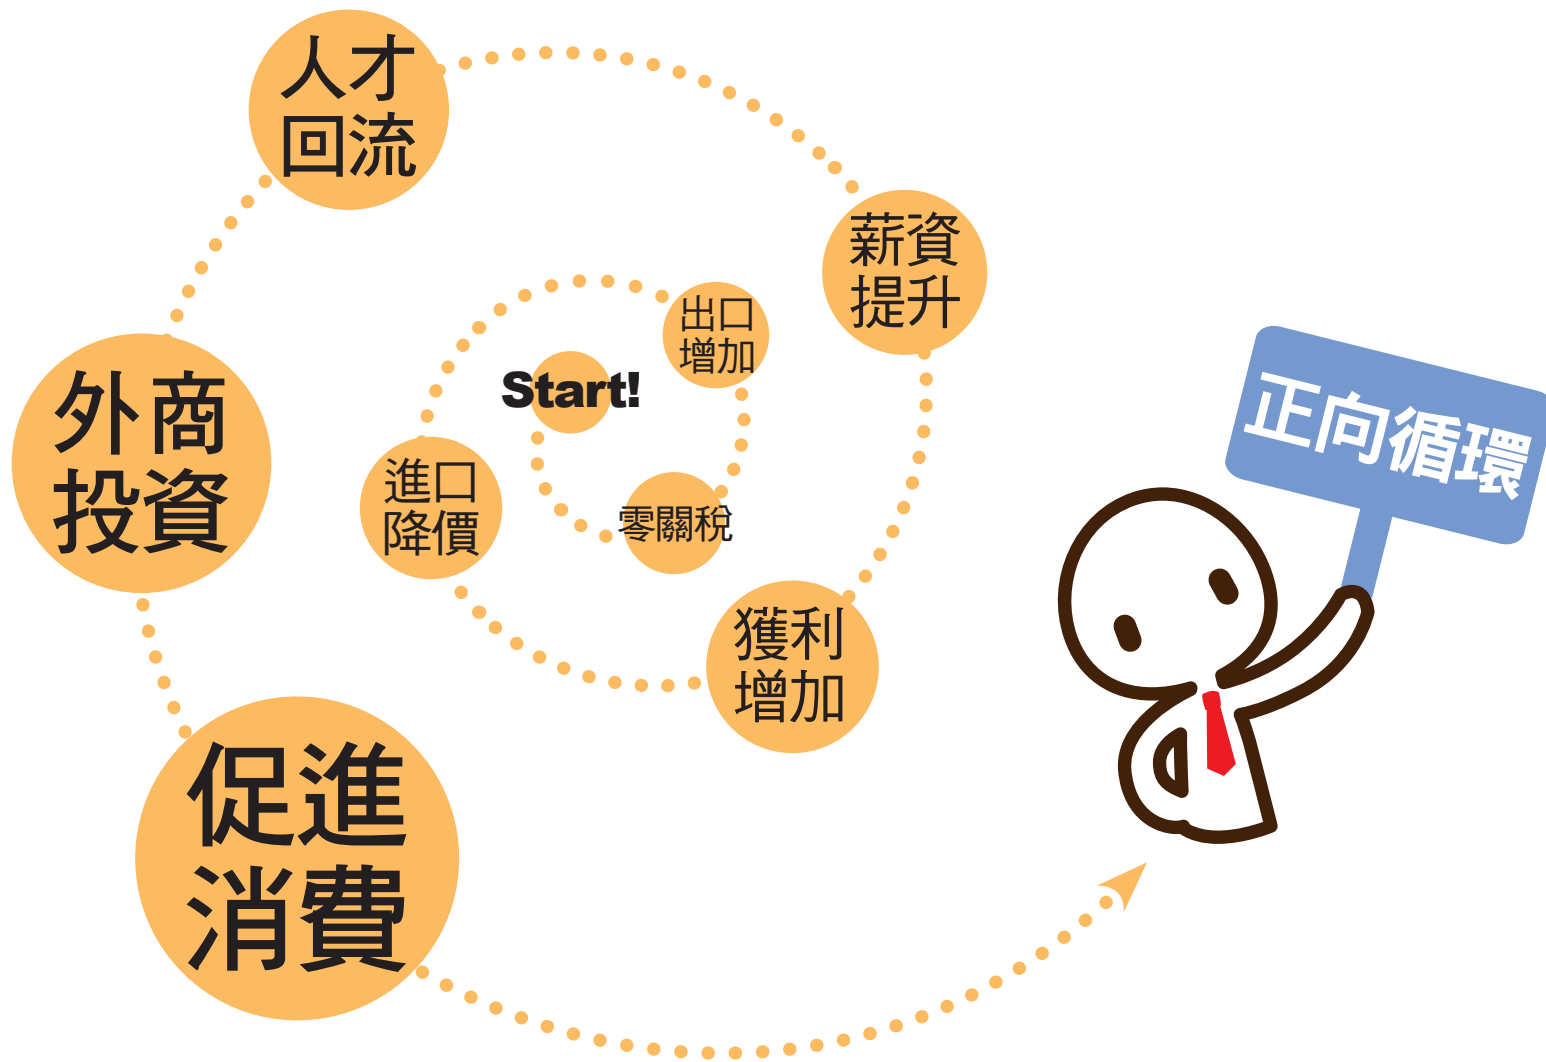 Start!
零關稅
出口
增加
進口
降價
獲利
增加
薪資
提升
人才
回流
外商
投資
促進
消費
正向循環